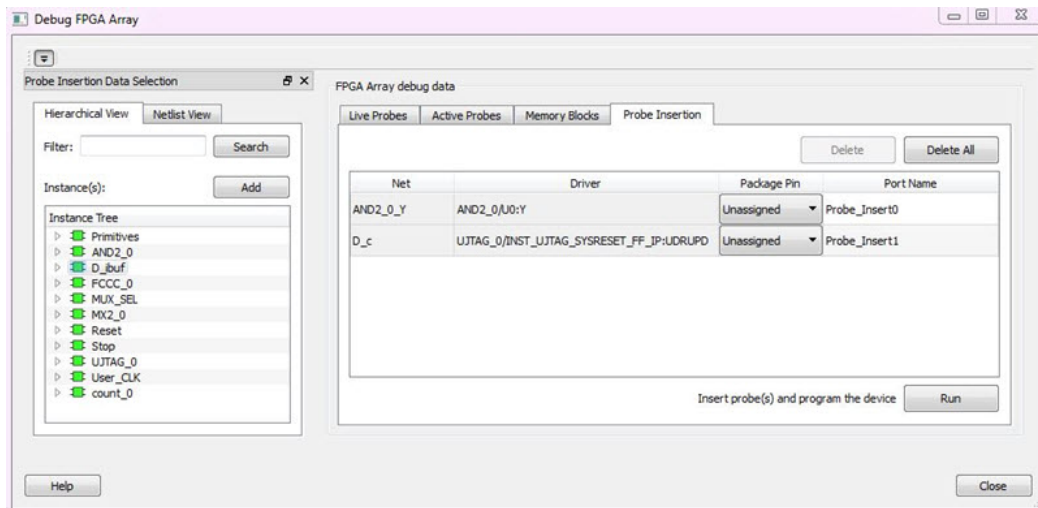 Debug FPGA Array
Probe Insertion Data Selection
Hierarchical View Netlist View
Filter: Search
Instance(s): Add
Instance Tree
Primitives
AND2_0
D_ibuf
FCCC_0
MUX_SEL
MX2_0
Reset
Stop
UJTAG_0
User_CLK
count_0
FPGA Array debug data
Live Probes Active Probes Memory Blocks Probe Insertion
Delete Delete All
Net Driver Package Pin Port Name
AND2_0_Y AND2_0/U0:Y Unassigned Probe_Insert0
D_c UJTAG_0/INST_UJTAG_SYSRESET_FF_IP:UDRUPD Unassigned Probe_Insert1
Insert probe(s) and program the device Run
Help Close